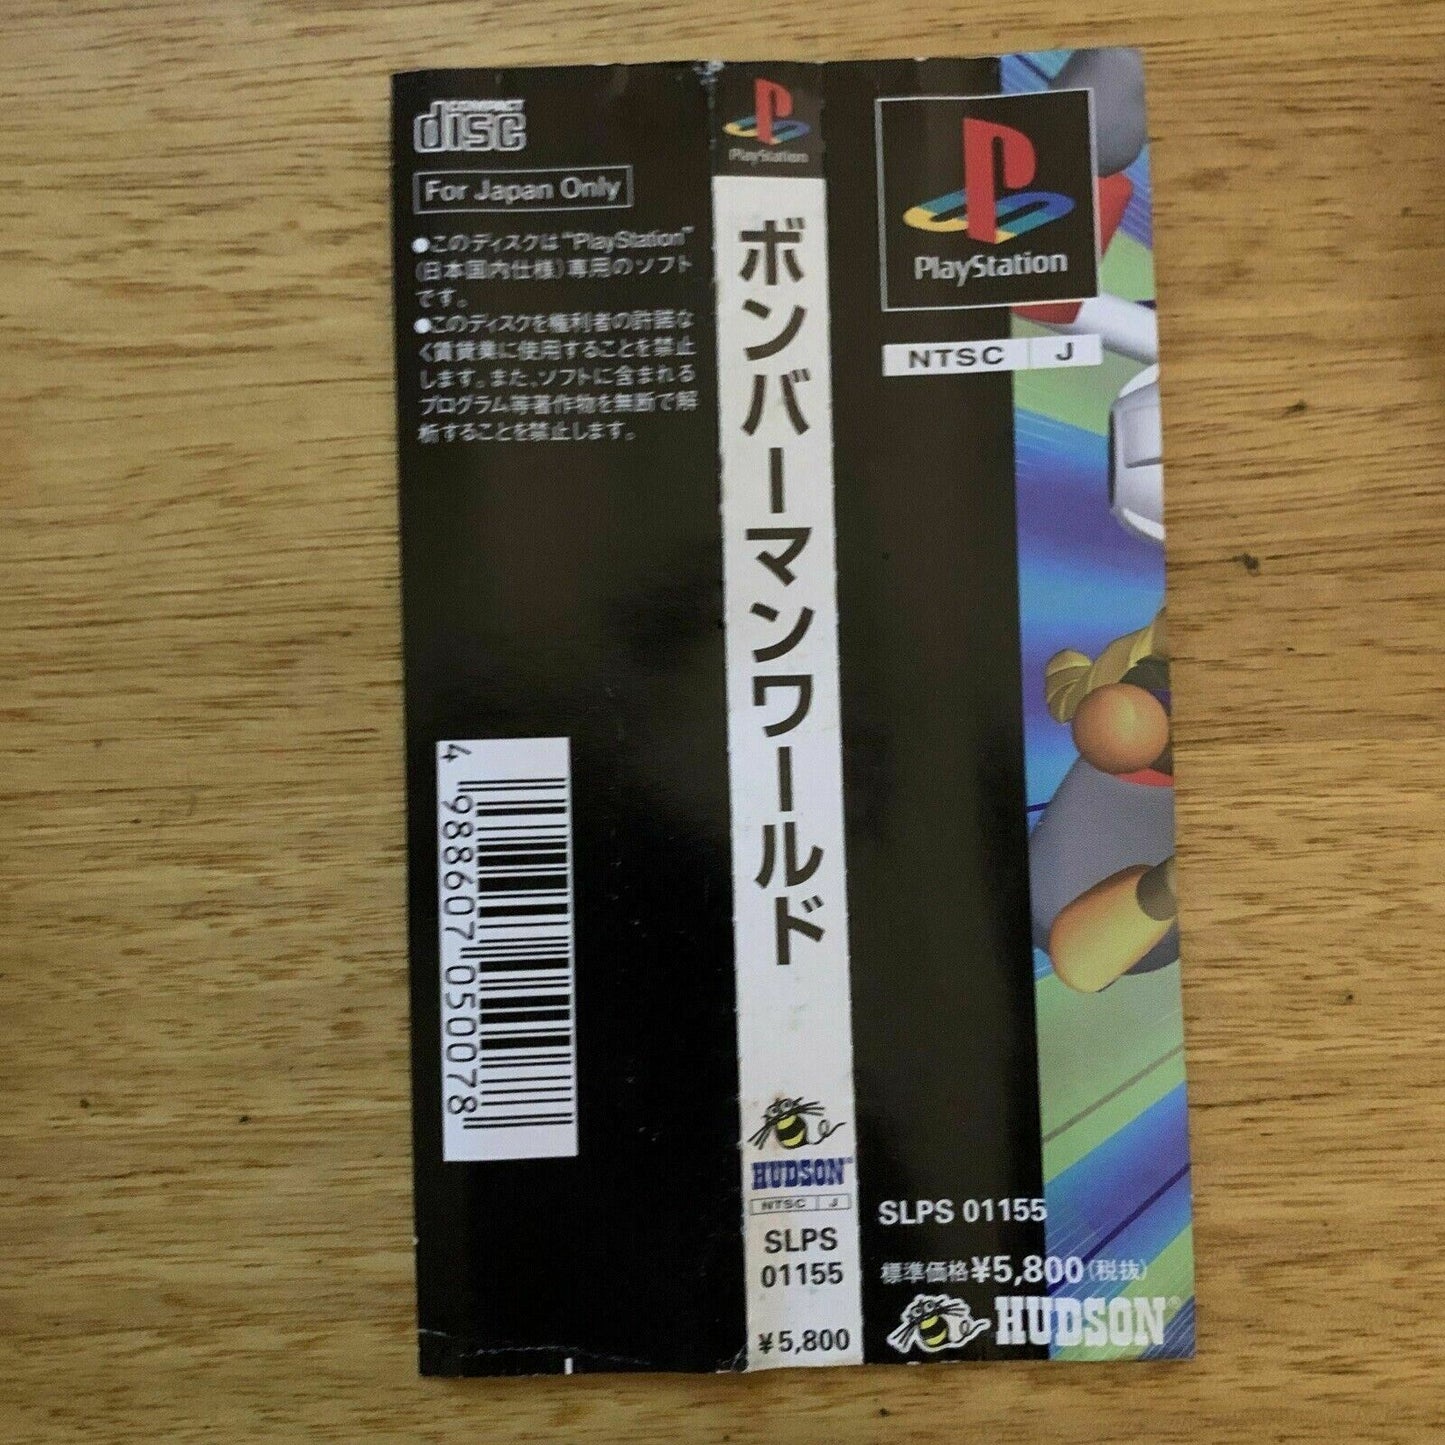 COMPACT
disc
For Japan Only
●このディスクは"PlayStation"
(日本国内仕様)専用のソフト
です。
●このディスクを権利者の許諾な
く賃貸業に使用することを禁止
します。また、ソフトに含まれる
プログラム等著作物を無断で解
析することを禁止します。
4 988607 050078
PlayStation
ボンバーマンワールド
HUDSON
NTSC J
SLPS
01155
¥5,800
PlayStation
NTSC J
SLPS 01155
標準価格¥5,800(税抜)
HUDSON®